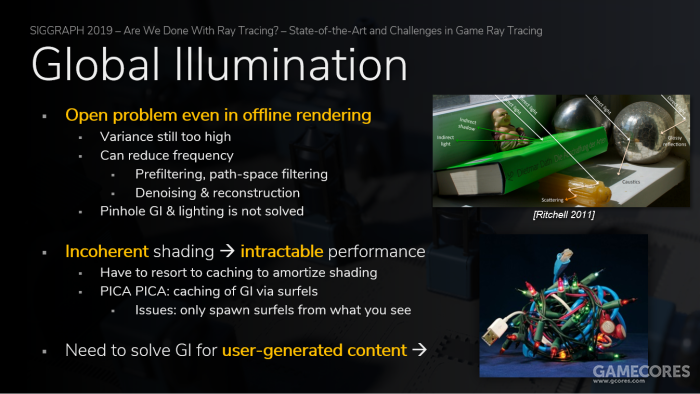 SIGGRAPH 2019 – Are We Done With Ray Tracing? – State-of-the-Art and Challenges in Game Ray Tracing
Global Illumination
Open problem even in offline rendering
Variance still too high
Can reduce frequency
Prefiltering, path-space filtering
Denoising & reconstruction
Pinhole GI & lighting is not solved
Incoherent shading → intractable performance
Have to resort to caching to amortize shading
PICA PICA: caching of GI via surfels
Issues: only spawn surfels from what you see
Need to solve GI for user-generated content →
Indirect
shadow
Indirect
light
Direct light
Glossy
reflections
Caustics
Scattering
[Ritchell 2011]
GAMECORES
www.gcores.com